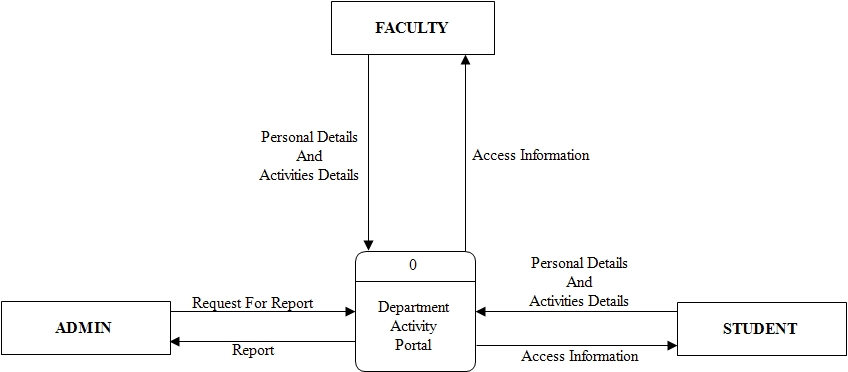 FACULTY
Personal Details
And
Activities Details
Access Information
0
Department
Activity
Portal
Request For Report
Report
ADMIN
Personal Details
And
Activities Details
Access Information
STUDENT